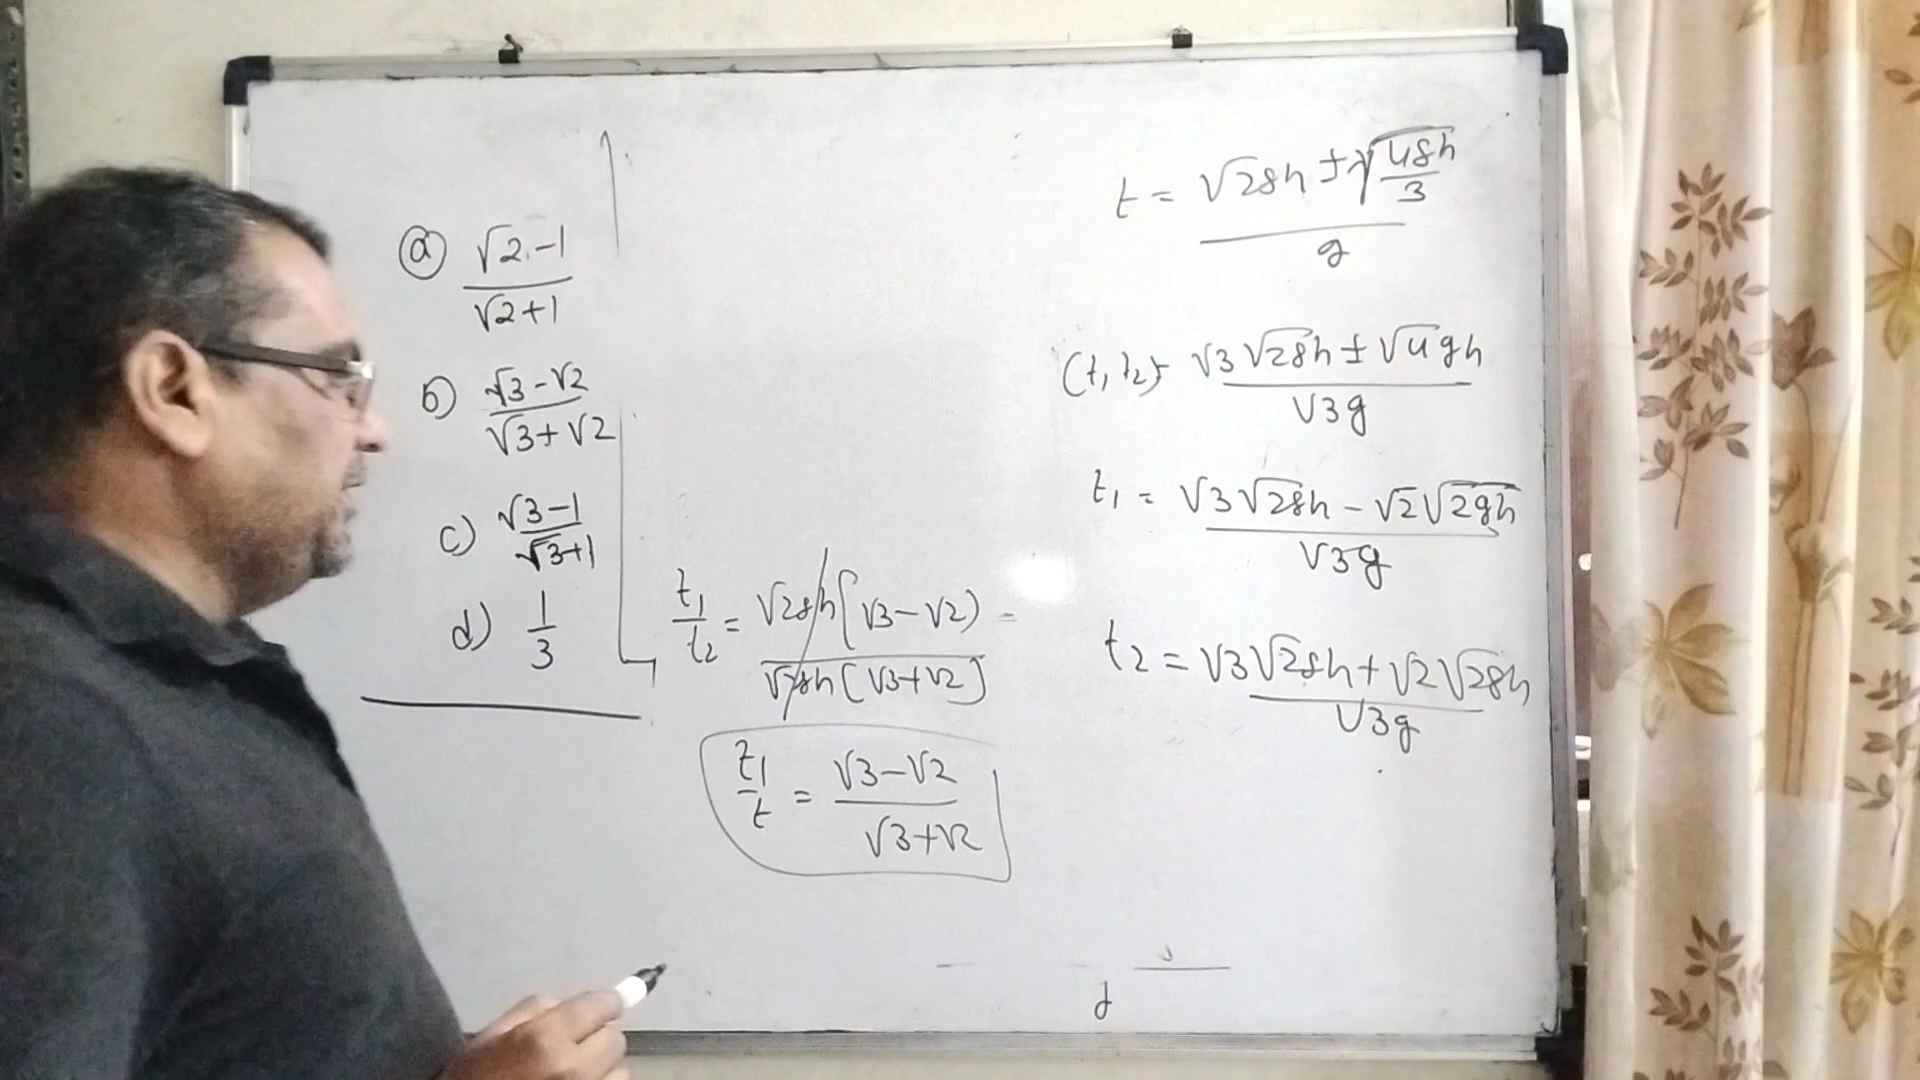 ⓐ √2 - 1 / √2 + 1
b) √3 - √2 / √3 + √2
c) √3 - 1 / √3 + 1
d) 1 / 3
t₁ / t₂ = √2gh (√3 - √2) / √2gh (√3 + √2) =
t₁ / t = √3 - √2 / √3 + √2
t = √2gh ± √(4gh / 3) / g
(t₁ t₂) = √3 √2gh ± √4gh / √3g
t₁ = √3 √2gh - √2 √2gh / √3g
t₂ = √3 √2gh + √2 √2gh / √3g